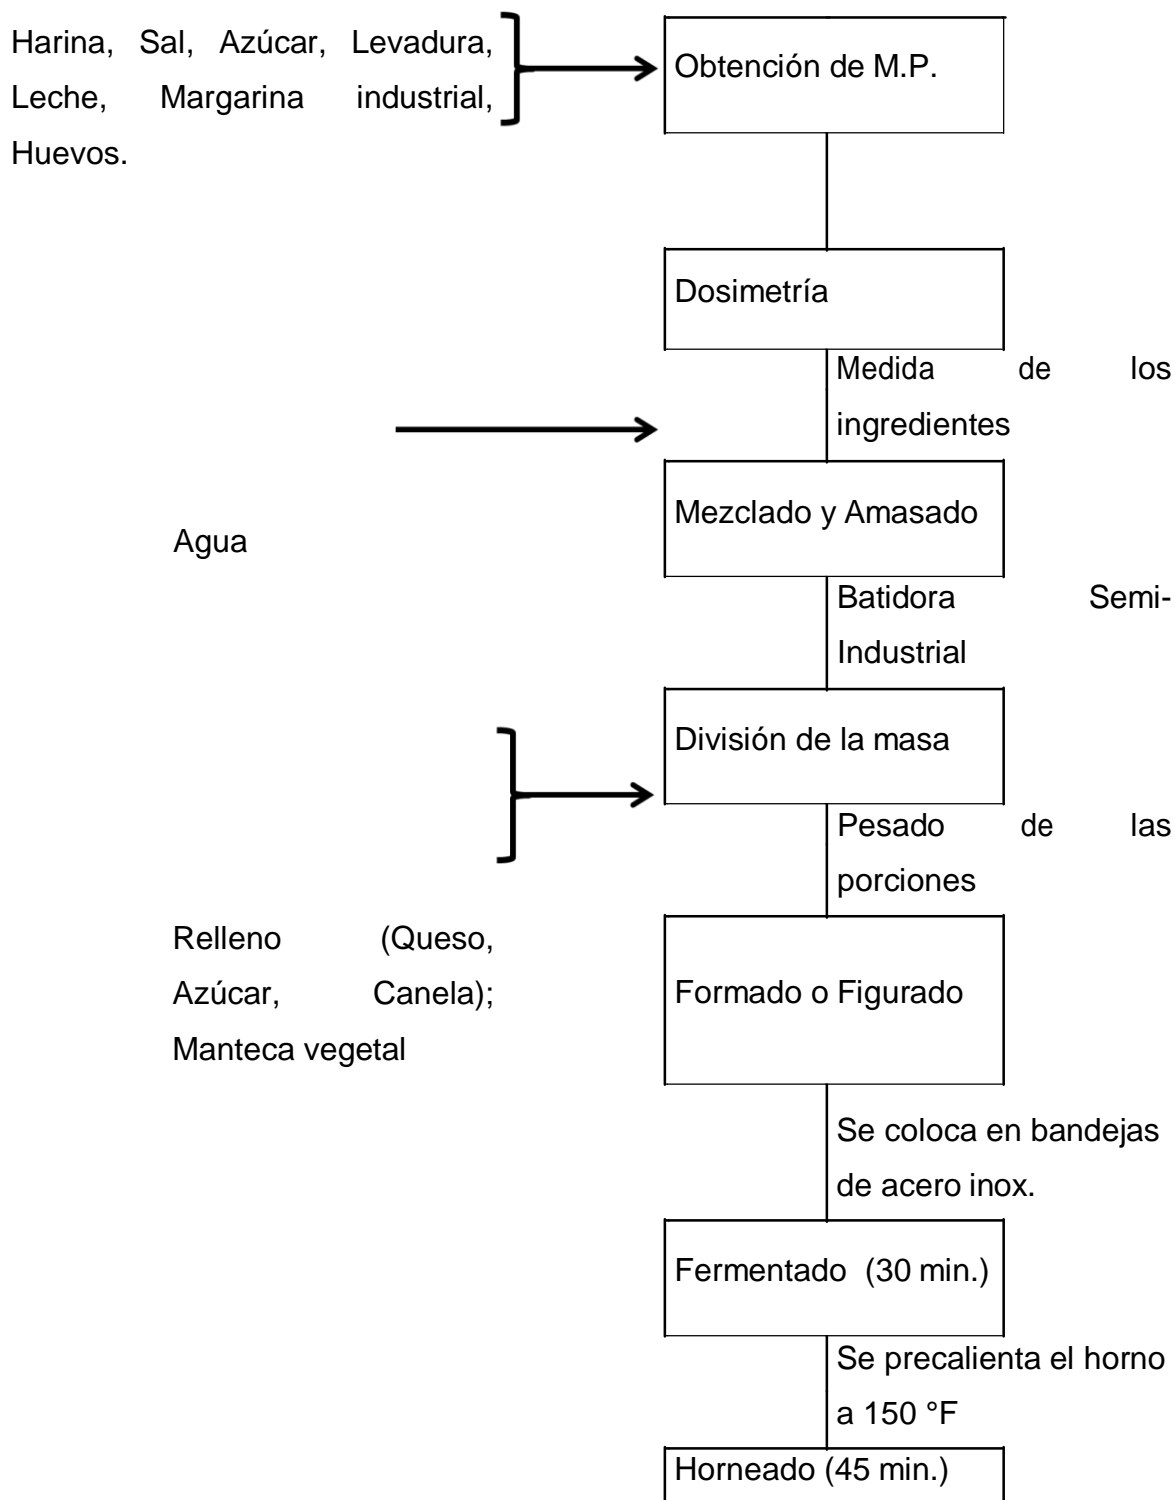 Harina, Sal, Azúcar, Levadura,
Leche, Margarina industrial,
Huevos.
Obtención de M.P.
Dosimetría
Medida de los
ingredientes
Agua
Mezclado y Amasado
Batidora Semi-
Industrial
División de la masa
Pesado de las
porciones
Relleno (Queso,
Azúcar, Canela);
Manteca vegetal
Formado o Figurado
Se coloca en bandejas
de acero inox.
Fermentado (30 min.)
Se precalienta el horno
a 150 °F
Horneado (45 min.)